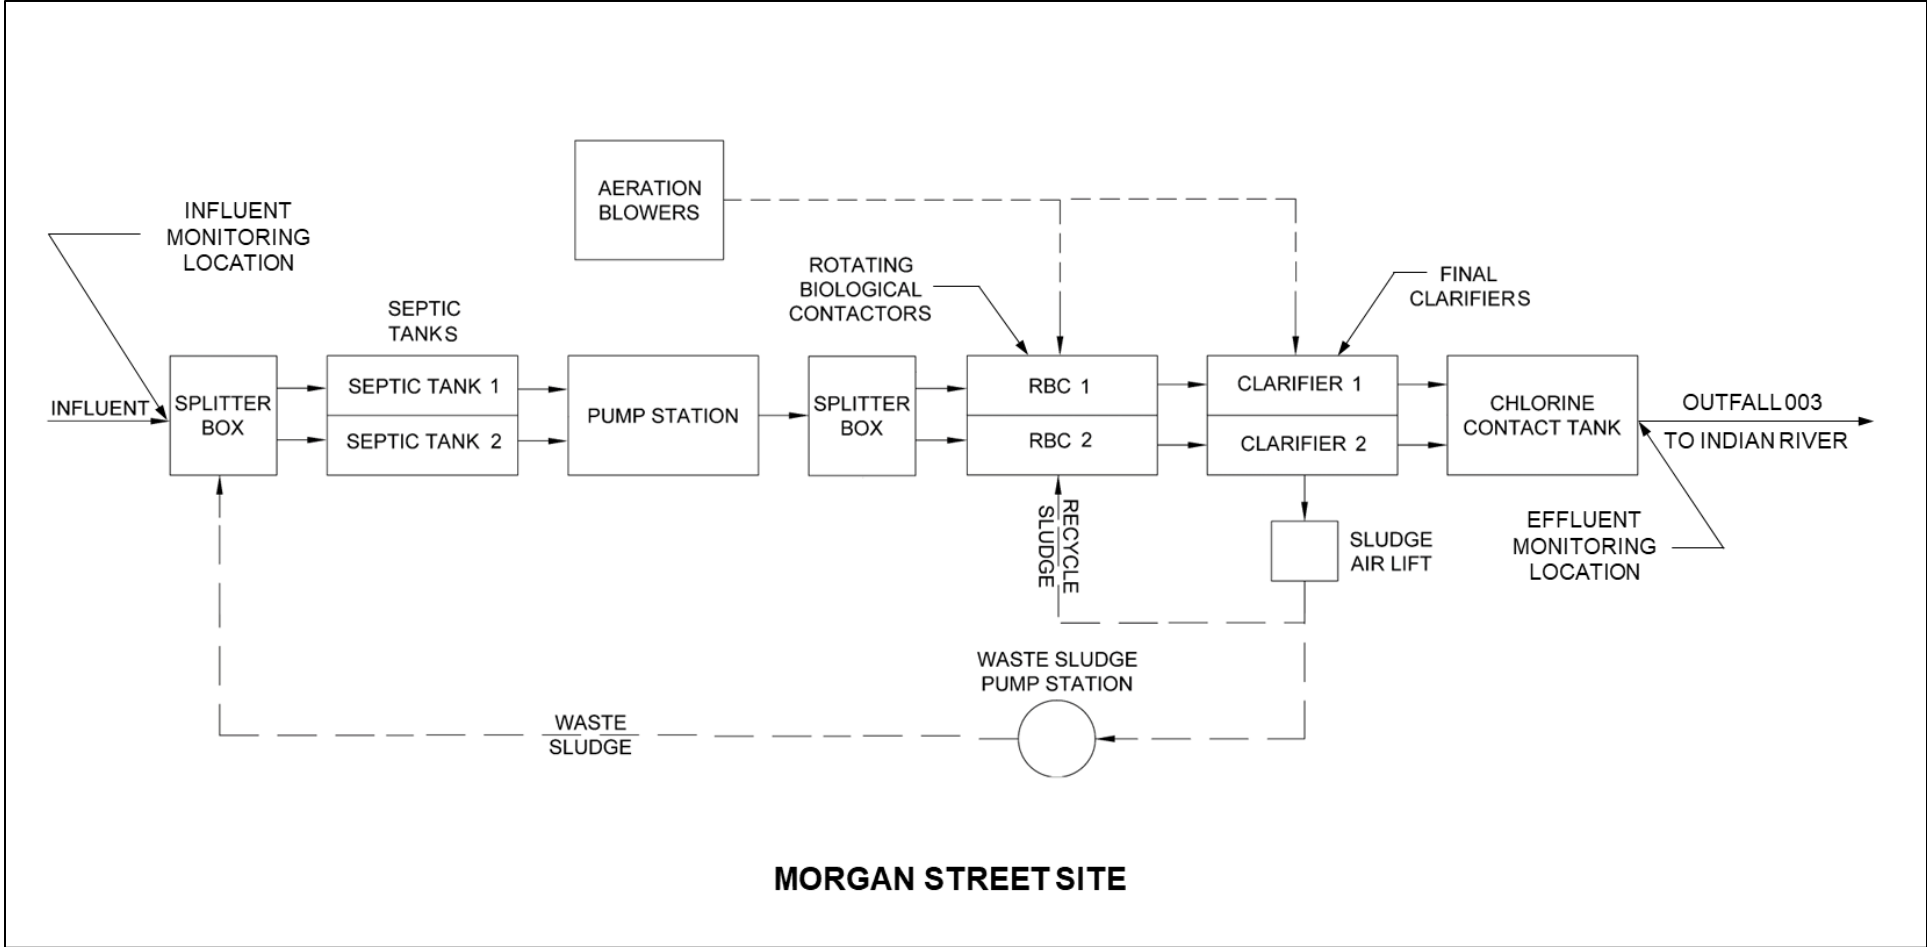 AERATION
BLOWERS
INFLUENT
MONITORING
LOCATION
ROTATING
BIOLOGICAL
CONTACTORS
FINAL
CLARIFIERS
SEPTIC
TANKS
INFLUENT
SPLITTER
BOX
SEPTIC TANK 1
SEPTIC TANK 2
PUMP STATION
SPLITTER
BOX
RBC 1
RBC 2
CLARIFIER 1
CLARIFIER 2
CHLORINE
CONTACT TANK
OUTFALL 003
TO INDIAN RIVER
RECYCLE
SLUDGE
SLUDGE
AIR LIFT
EFFLUENT
MONITORING
LOCATION
WASTE SLUDGE
PUMP STATION
WASTE
SLUDGE
MORGAN STREET SITE